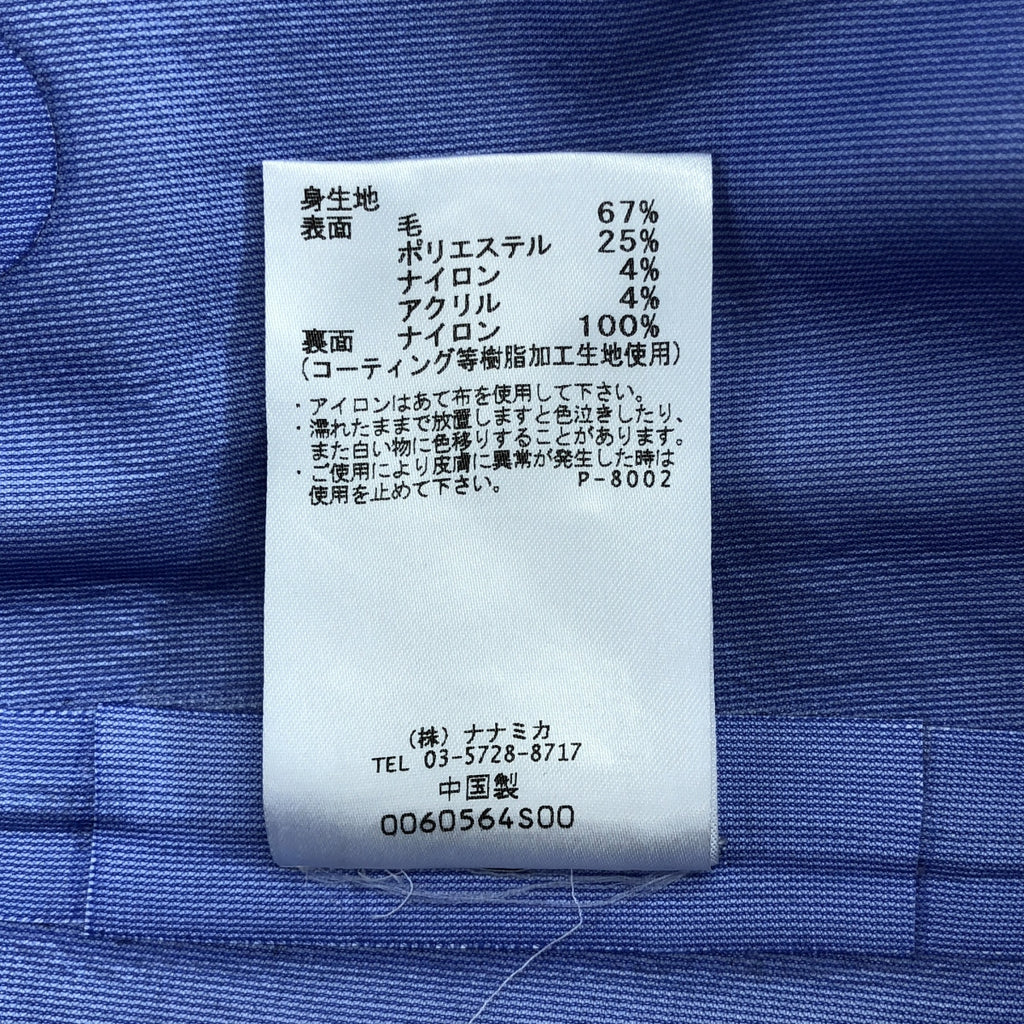 身生地
表面 毛 67%
ポリエステル 25%
ナイロン 4%
アクリル 4%
裏面 ナイロン 100%
(コーティング等樹脂加工生地使用)
・アイロンはあて布を使用して下さい。
・濡れたままで放置しますと色泣きしたり、
また白い物に色移りすることがあります。
・ご使用により皮膚に異常が発生した時は
使用を止めて下さい。 P-8002
(株) ナナミカ
TEL 03-5728-8717
中国製
0060564S00